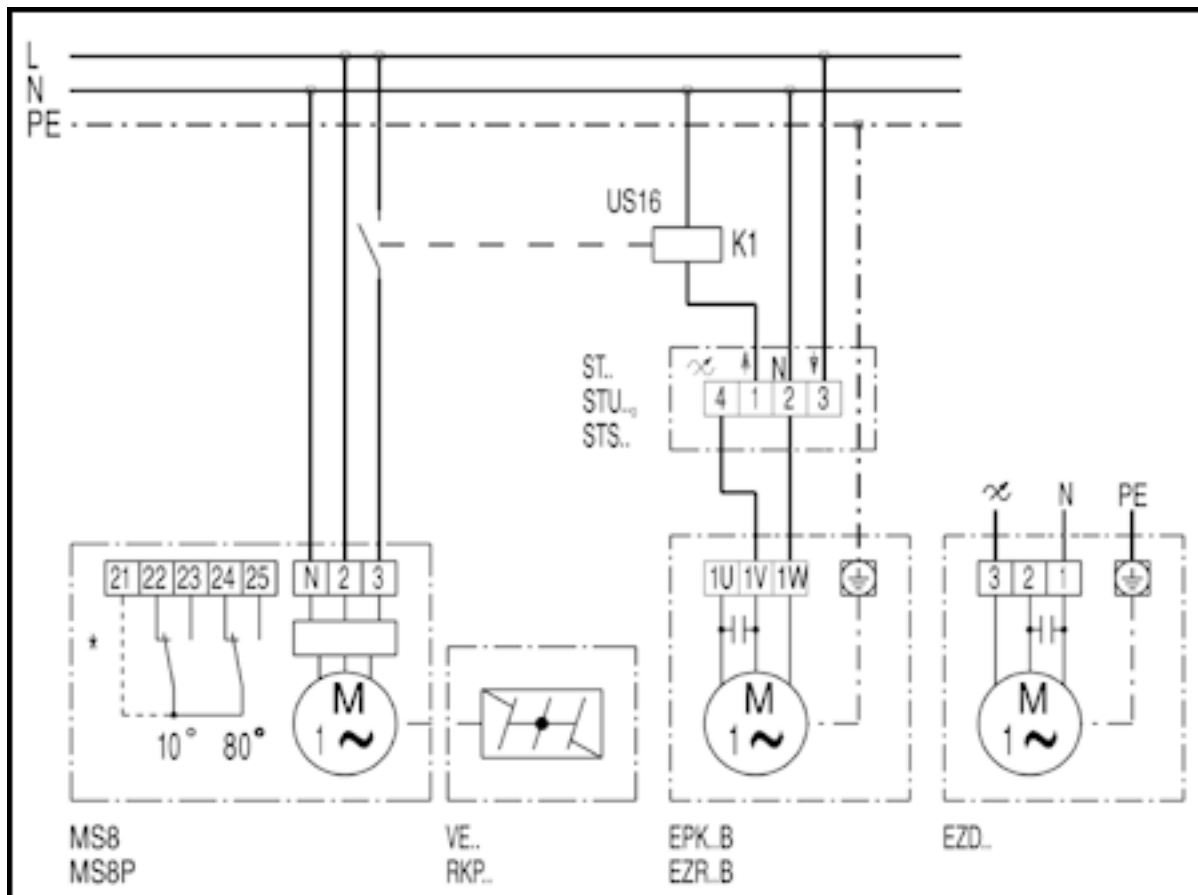 L
N
PE
US16
K1
ST..
STU..
STS..
N
4 1 2 3
N PE
21 22 23 24 25
N 2 3
1U 1V 1W
3 2 1
*
M
1 ~
M
1 ~
M
1 ~
10° 80°
MS8
MS8P
VE..
RKP..
EPK..B
EZR..B
EZD..